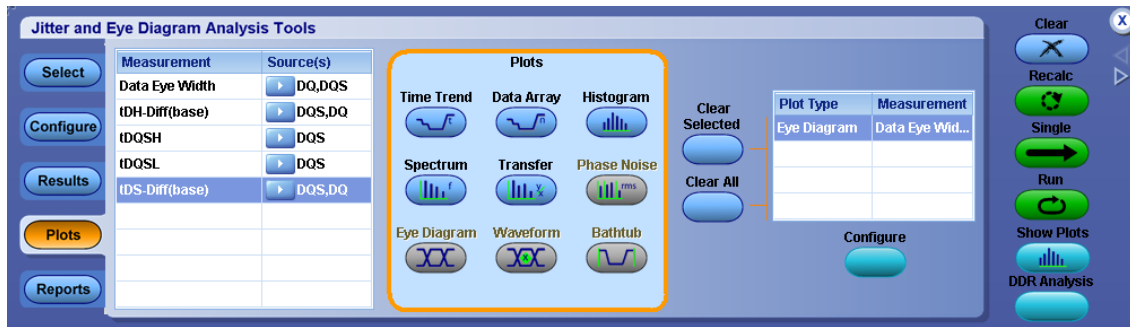 Jitter and Eye Diagram Analysis Tools
Clear
X
Select
Configure
Results
Plots
Reports
Measurement Source(s)
Data Eye Width DQ,DQS
tDH-Diff(base) DQS,DQ
tDQSH DQS
tDQSL DQS
tDS-Diff(base) DQS,DQ
Plots
Time Trend Data Array Histogram
t n
Spectrum Transfer Phase Noise
f y x rms
Eye Diagram Waveform Bathtub
Clear Selected
Clear All
Plot Type Measurement
Eye Diagram Data Eye Wid...
Configure
Recalc
Single
Run
Show Plots
DDR Analysis